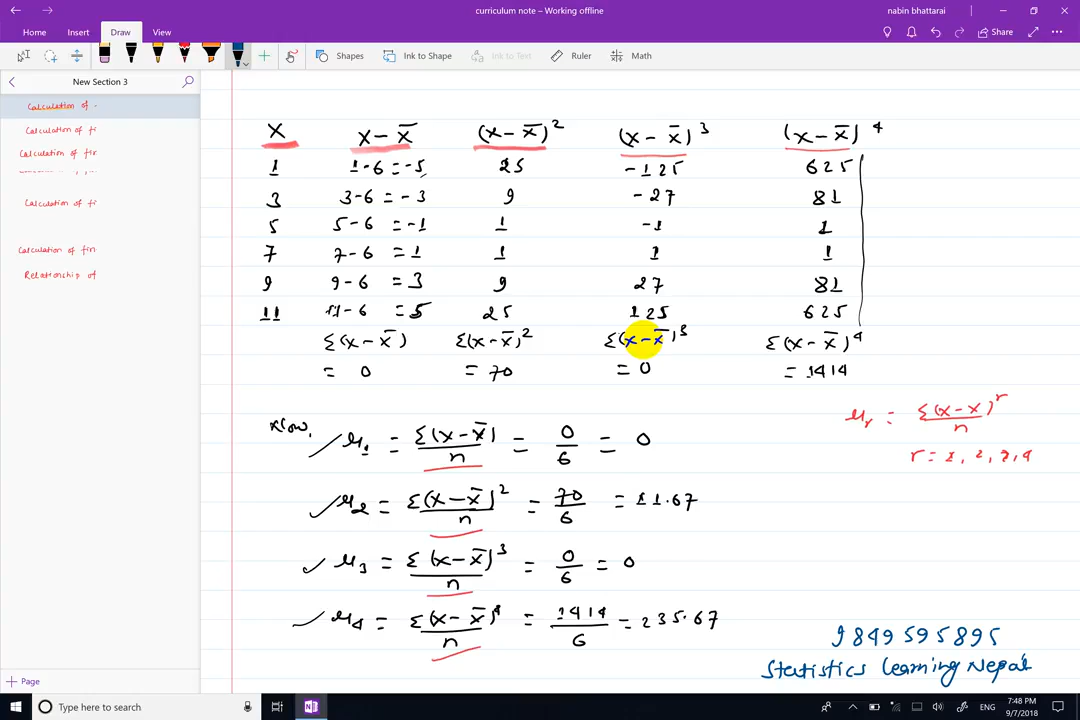 curriculum note – Working offline
nabin bhattarai
Home Insert Draw View
Share
Shapes Ink to Shape Ink to Text Ruler Math
New Section 3
Calculation of -
Calculation of fi
Calculation of fir
Calculation of fi
Calculation of fin
Relationship of
X X-X̄ (X-X̄)² (X-X̄)³ (X-X̄)⁴
1 1-6 = -5 25 -125 625
3 3-6 = -3 9 -27 81
5 5-6 = -1 1 -1 1
7 7-6 = 1 1 1 1
9 9-6 = 3 9 27 81
11 11-6 = 5 25 125 625
Σ(X-X̄) Σ(X-X̄)² Σ(X-X̄)³ Σ(X-X̄)⁴
= 0 = 70 = 0 = 1414
μr = Σ(X-X)^r / n
r = 1, 2, 3, 4
Now, μ1 = Σ(X-X̄) / n = 0/6 = 0
μ2 = Σ(X-X̄)² / n = 70/6 = 11.67
μ3 = Σ(X-X̄)³ / n = 0/6 = 0
μ4 = Σ(X-X̄)⁴ / n = 1414/6 = 235.67
9849595895
Statistics learning Nepal
+ Page
Type here to search
ENG
7:48 PM
9/7/2018